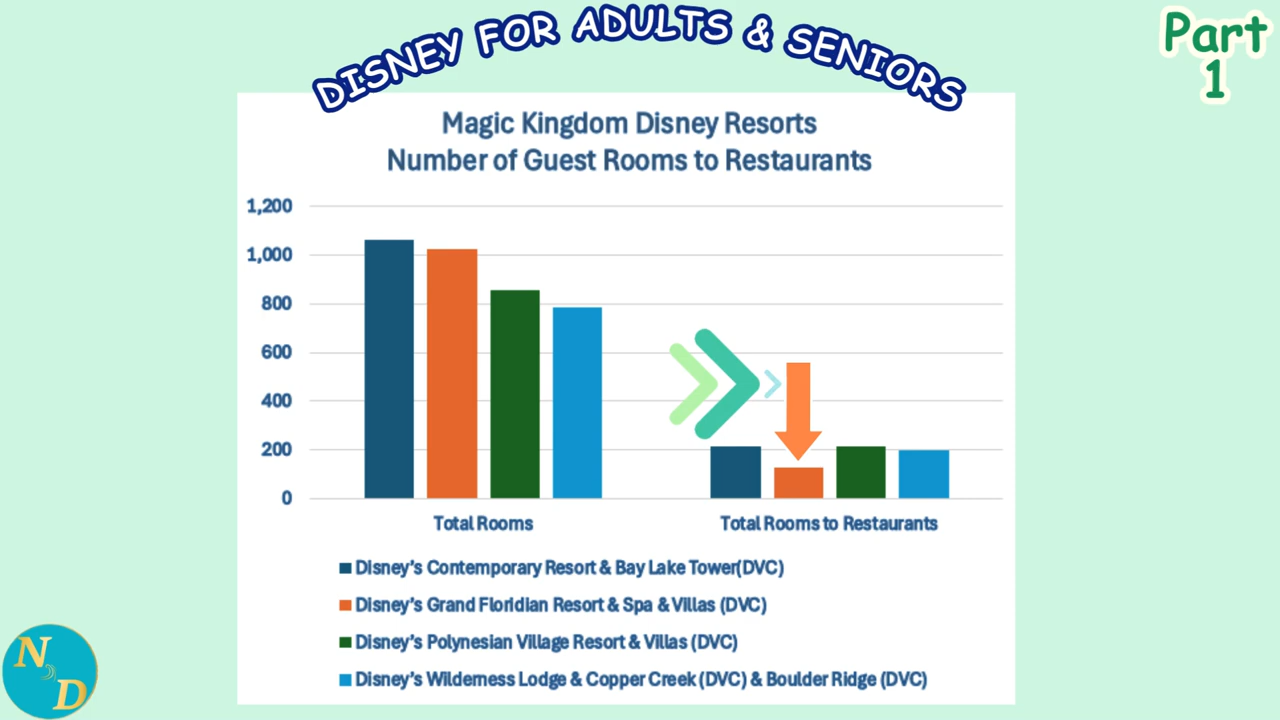 DISNEY FOR ADULTS & SENIORS
Part
1
Magic Kingdom Disney Resorts
Number of Guest Rooms to Restaurants
1,200
1,000
800
600
400
200
0
Total Rooms
Total Rooms to Restaurants
Disney's Contemporary Resort & Bay Lake Tower(DVC)
Disney's Grand Floridian Resort & Spa & Villas (DVC)
Disney's Polynesian Village Resort & Villas (DVC)
Disney's Wilderness Lodge & Copper Creek (DVC) & Boulder Ridge (DVC)
N
D